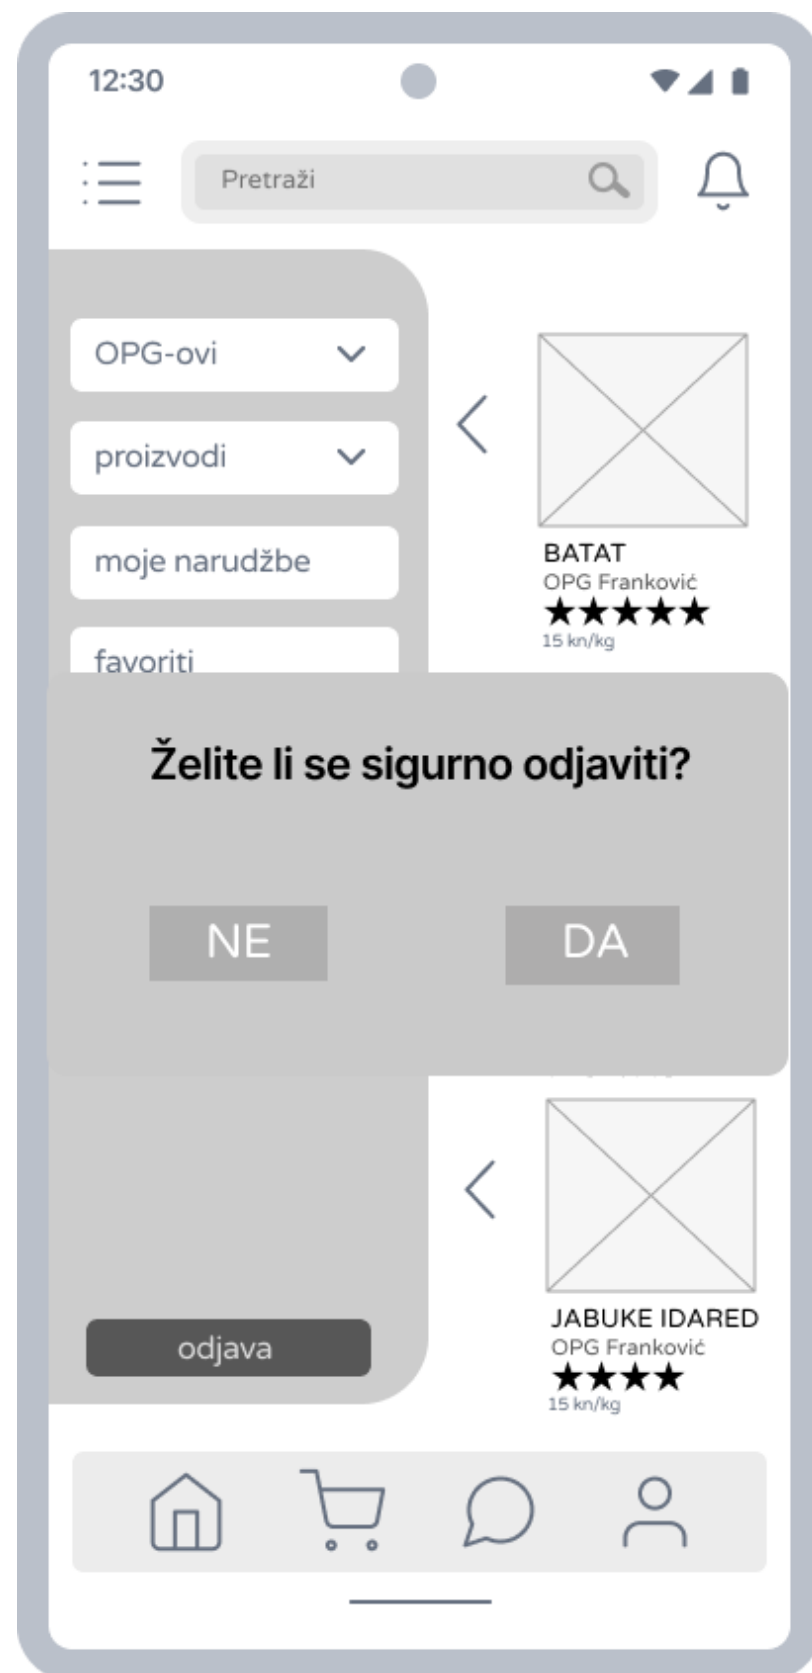 12:30
Pretraži
OPG-ovi
proizvodi
moje narudžbe
favoriti
BATAT
OPG Franković
★★★★★
15 kn/kg
Želite li se sigurno odjaviti?
NE
DA
JABUKE IDARED
OPG Franković
★★★★
15 kn/kg
odjava